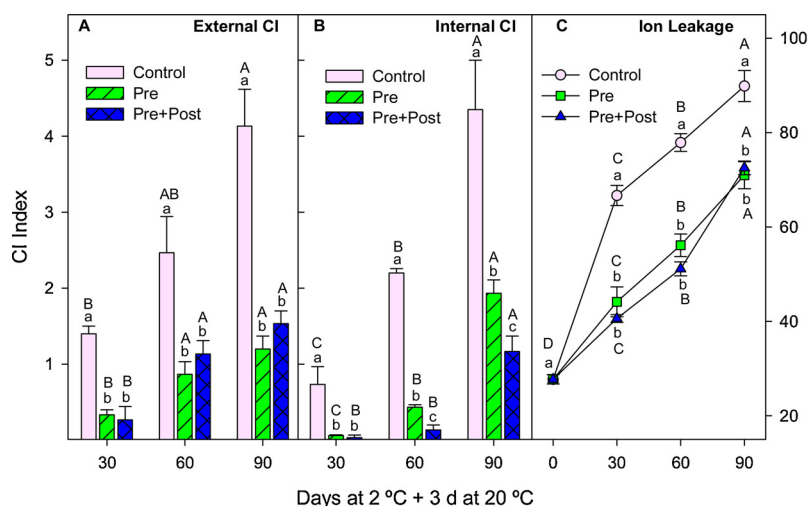 A External CI
Control
Pre
Pre+Post
B a
B b
B b
AB a
A b
A b
A a
A b
A b
B Internal CI
Control
Pre
Pre+Post
C a
C b
B b
B a
B b
B c
A a
A b
A c
C Ion Leakage
Control
Pre
Pre+Post
D a
C a
C b
b C
B a
B b
b B
A a
A b
b A
5
4
3
2
1
CI Index
100
80
60
40
20
30 60 90 30 60 90 0 30 60 90
Days at 2 ºC + 3 d at 20 ºC